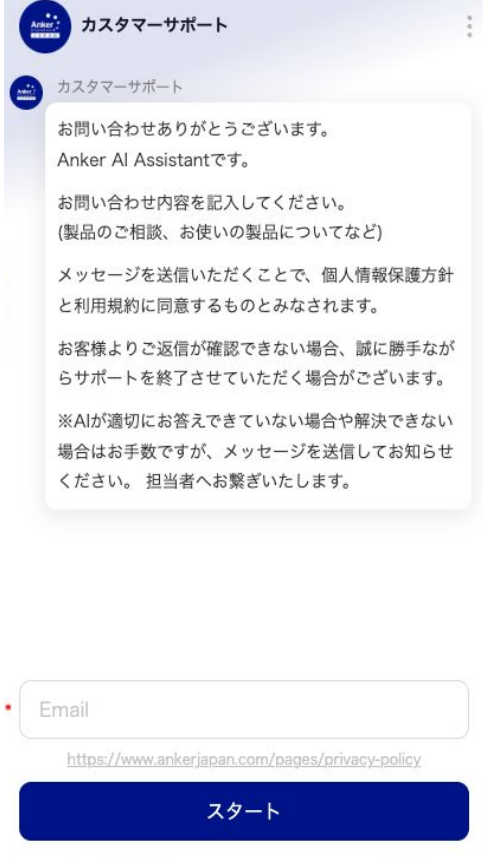 Anker
JAPAN
カスタマーサポート
Anker
カスタマーサポート
お問い合わせありがとうございます。
Anker AI Assistantです。
お問い合わせ内容を記入してください。
(製品のご相談、お使いの製品についてなど)
メッセージを送信いただくことで、個人情報保護方針
と利用規約に同意するものとみなされます。
お客様よりご返信が確認できない場合、誠に勝手なが
らサポートを終了させていただく場合がございます。
※AIが適切にお答えできていない場合や解決できない
場合はお手数ですが、メッセージを送信してお知らせ
ください。 担当者へお繋ぎいたします。
* Email
https://www.ankerjapan.com/pages/privacy-policy
スタート